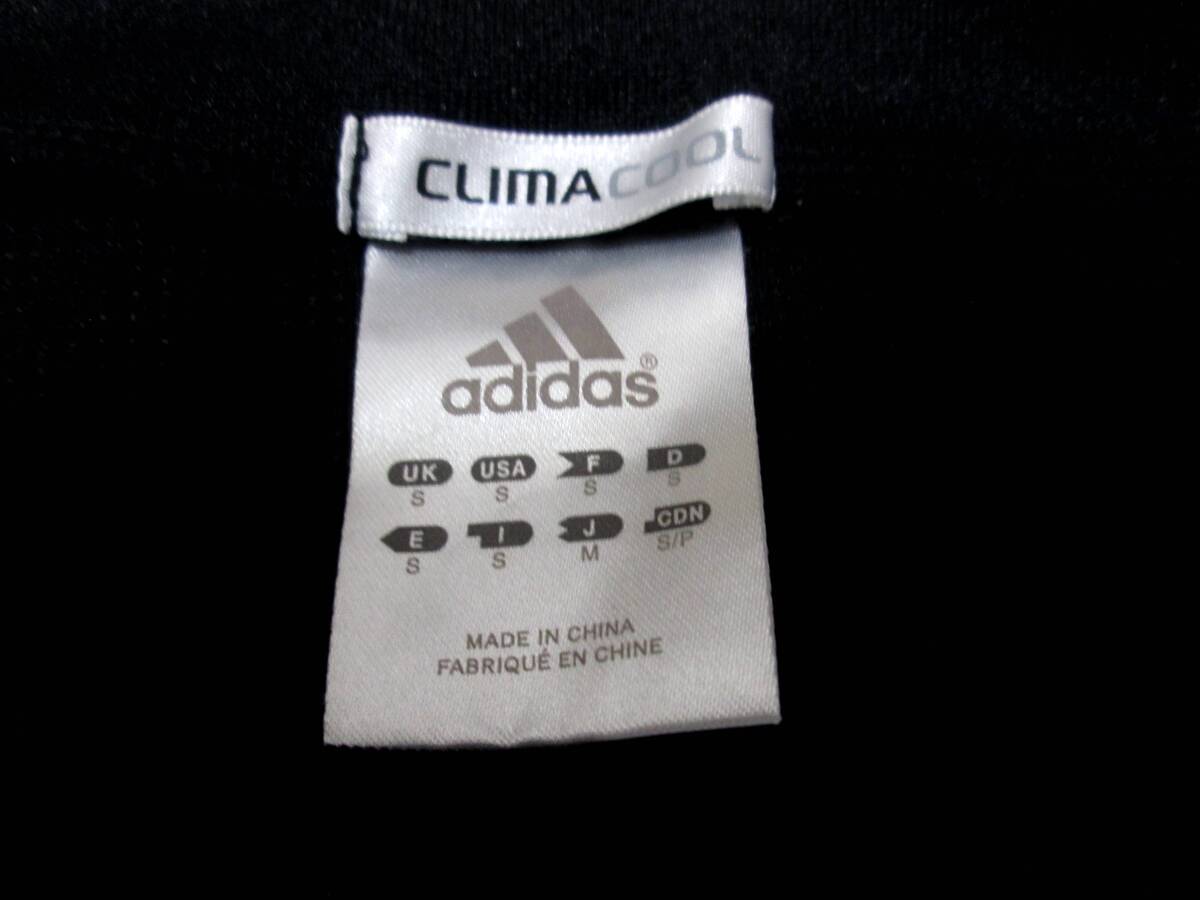 CLIMACOOL
adidas®
UK USA F D
S S S S
E I J CDN
S S M S/P
MADE IN CHINA
FABRIQUÉ EN CHINE